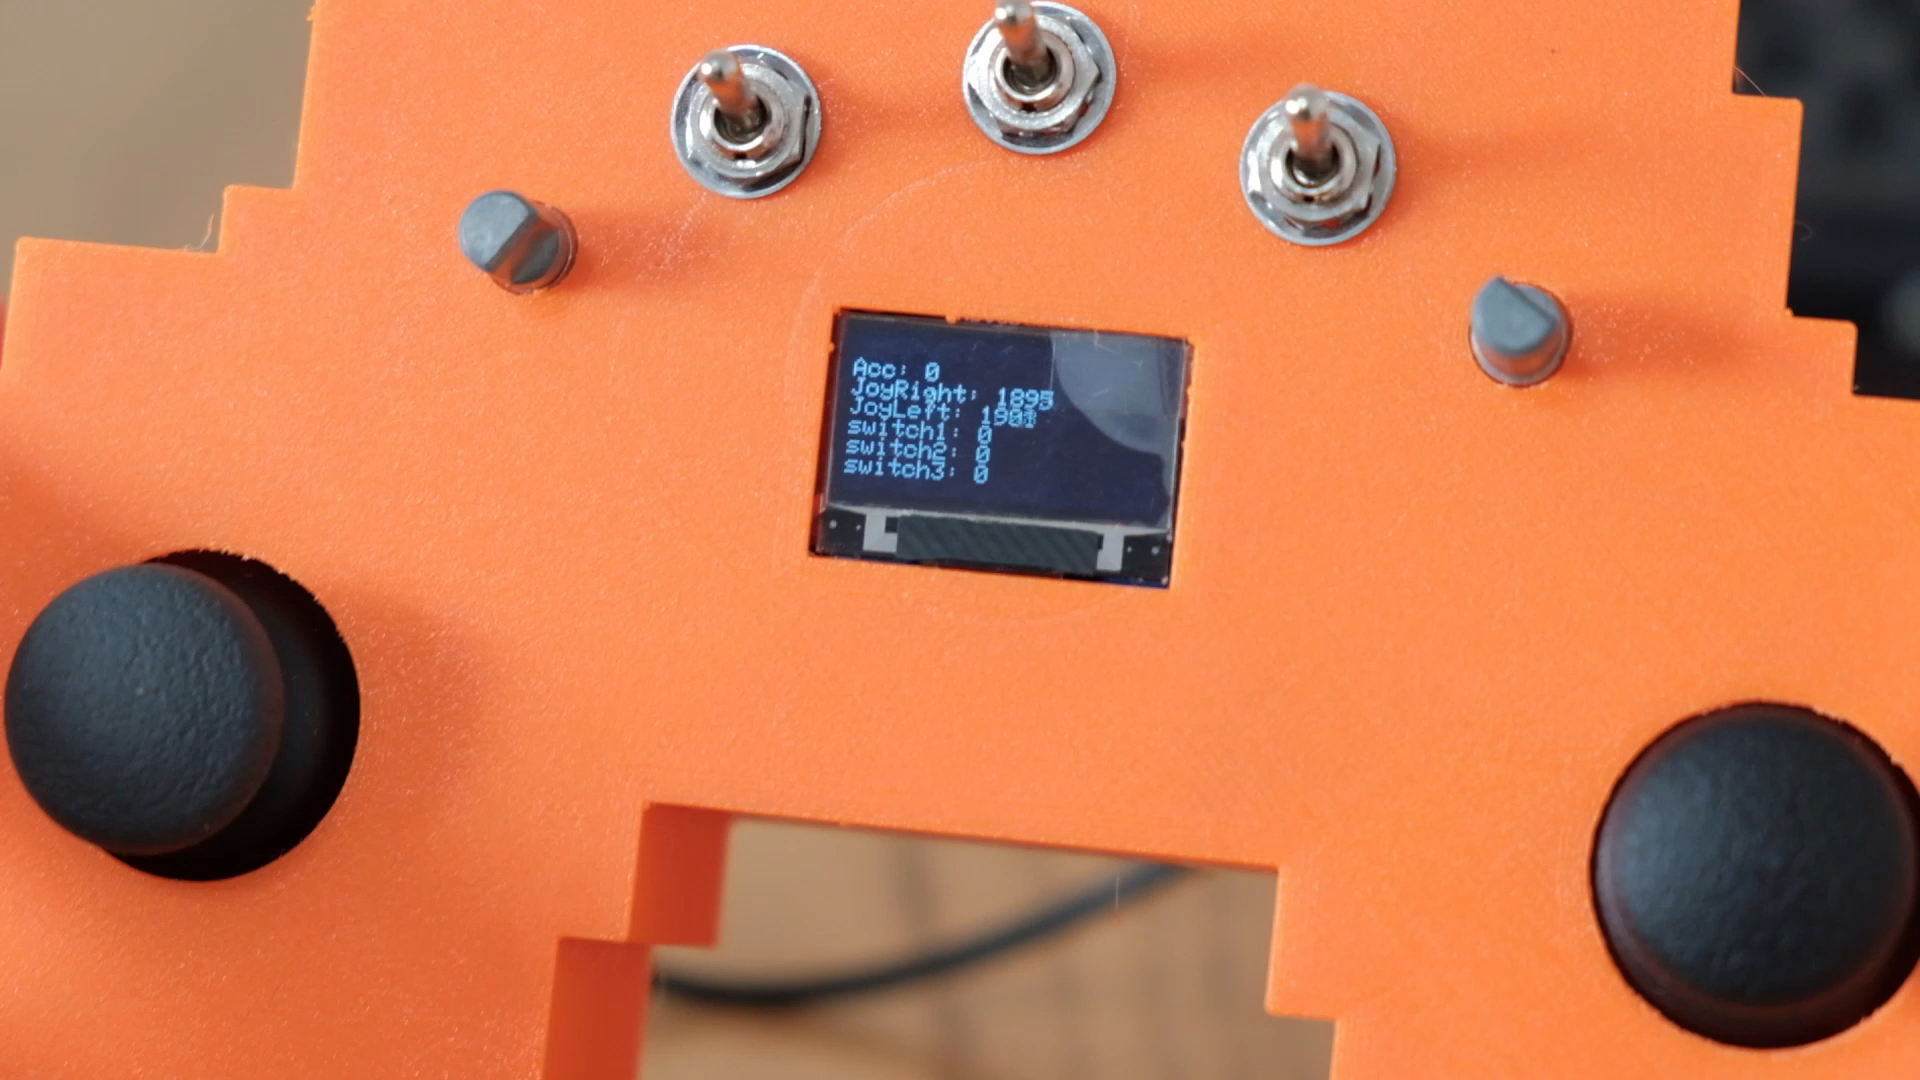 Acc: 0
JoyRight: 1895
JoyLeft:
switch1: 0
switch2: 0
switch3: 0